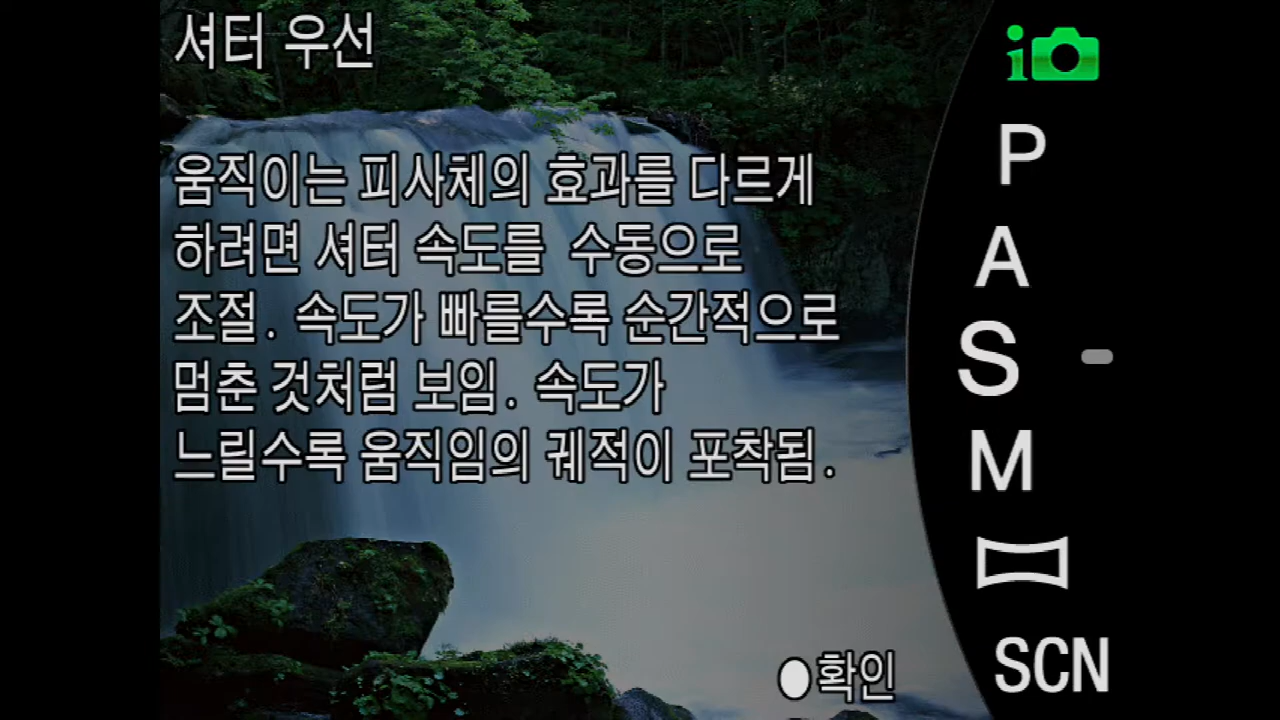 셔터 우선
움직이는 피사체의 효과를 다르게
하려면 셔터 속도를 수동으로
조절. 속도가 빠를수록 순간적으로
멈춘 것처럼 보임. 속도가
느릴수록 움직임의 궤적이 포착됨.
확인
i
P
A
S
M
SCN